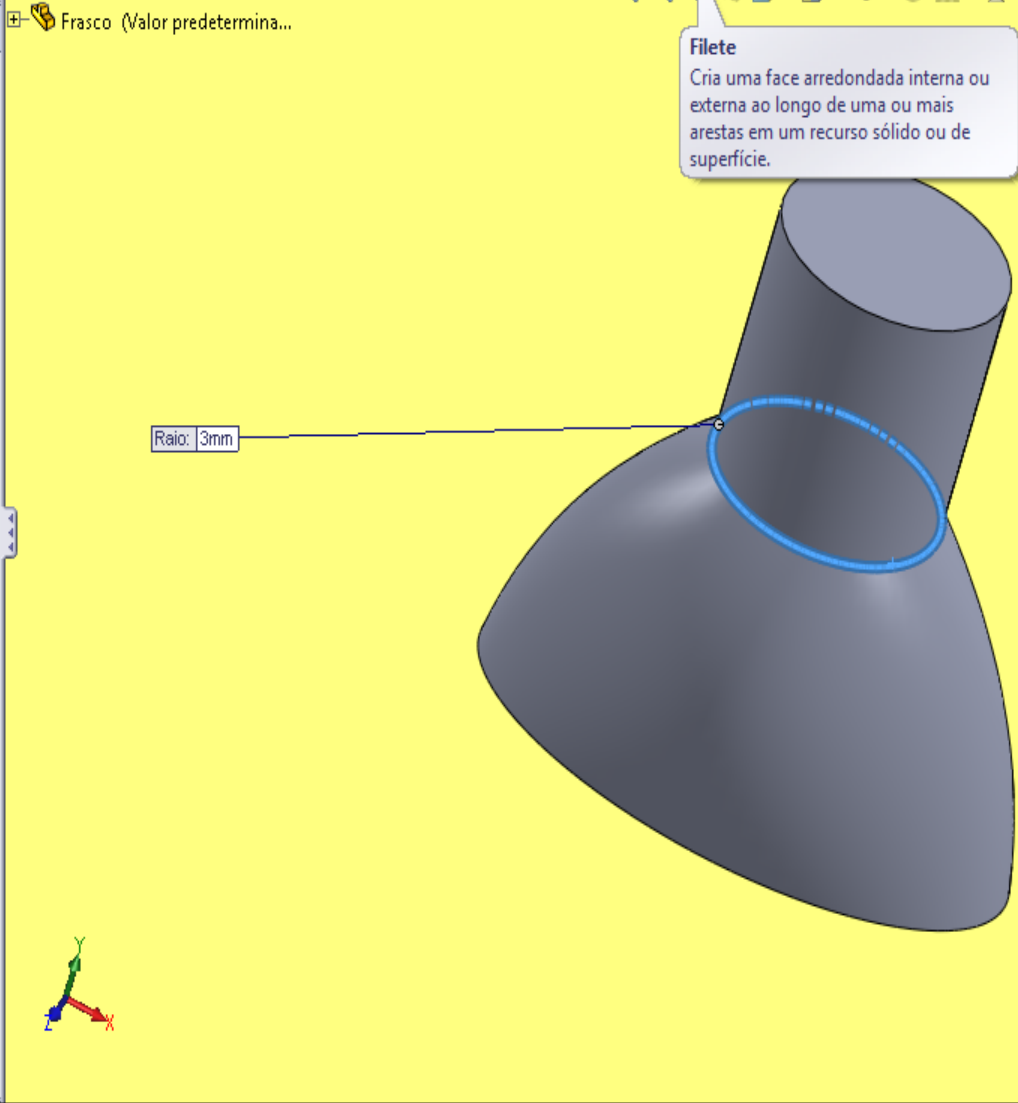 Frasco (Valor predetermina...
Filete
Cria uma face arredondada interna ou
externa ao longo de uma ou mais
arestas em um recurso sólido ou de
superfície.
Raio: 3mm
Y
Z
X